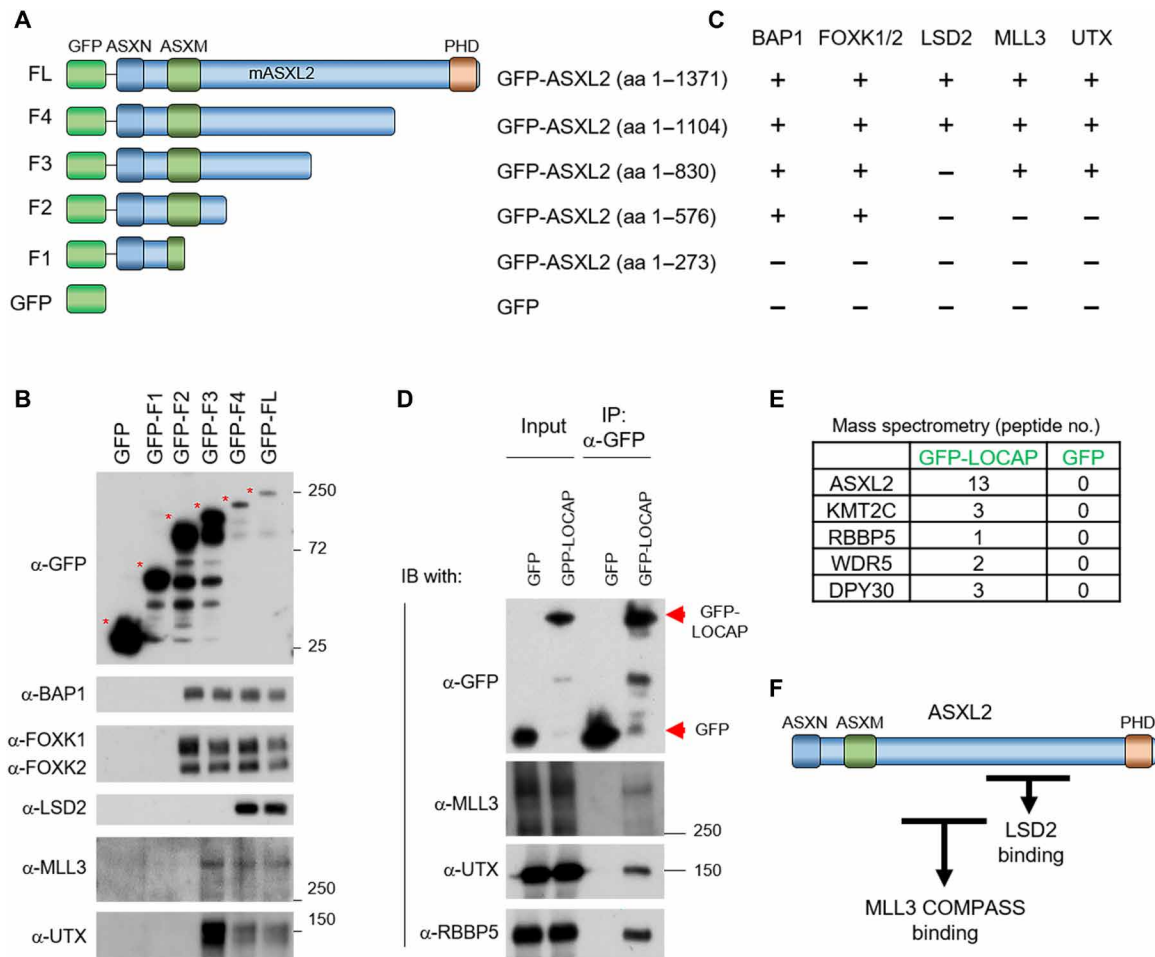 A
GFP ASXN ASXM PHD
FL mASXL2
F4
F3
F2
F1
GFP
C
BAP1 FOXK1/2 LSD2 MLL3 UTX
GFP-ASXL2 (aa 1–1371) + + + + +
GFP-ASXL2 (aa 1–1104) + + + + +
GFP-ASXL2 (aa 1–830) + + – + +
GFP-ASXL2 (aa 1–576) + + – – –
GFP-ASXL2 (aa 1–273) – – – – –
GFP – – – – –
B
GFP GFP-F1 GFP-F2 GFP-F3 GFP-F4 GFP-FL
* * * * * *
α-GFP
250
72
25
α-BAP1
α-FOXK1
α-FOXK2
α-LSD2
α-MLL3
250
α-UTX
150
D
Input IP: α-GFP
IB with:
GFP GPP-LOCAP GFP GFP-LOCAP
α-GFP
GFP-
LOCAP
GFP
α-MLL3
250
α-UTX
150
α-RBBP5
E
Mass spectrometry (peptide no.)
GFP-LOCAP GFP
ASXL2 13 0
KMT2C 3 0
RBBP5 1 0
WDR5 2 0
DPY30 3 0
F
ASXN ASXM ASXL2 PHD
LSD2
binding
MLL3 COMPASS
binding